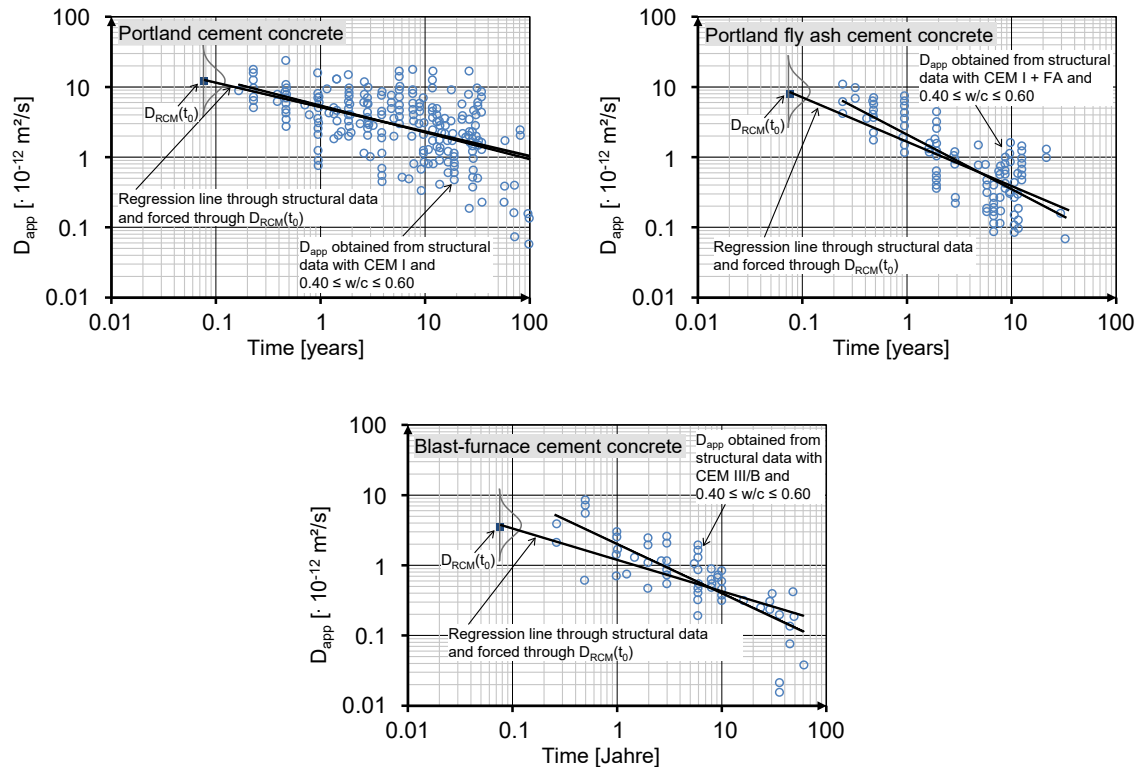 Portland cement concrete
100
10
1
0.1
0.01
D_app [· 10⁻¹² m²/s]
D_RCM(t₀)
Regression line through structural data
and forced through D_RCM(t₀)
D_app obtained from structural
data with CEM I and
0.40 ≤ w/c ≤ 0.60
0.01
0.1
1
10
100
Time [years]
Portland fly ash cement concrete
100
10
1
0.1
0.01
D_app [· 10⁻¹² m²/s]
D_app obtained from structural
data with CEM I + FA and
0.40 ≤ w/c ≤ 0.60
D_RCM(t₀)
Regression line through structural data
and forced through D_RCM(t₀)
0.01
0.1
1
10
100
Time [years]
Blast-furnace cement concrete
100
10
1
0.1
0.01
D_app [· 10⁻¹² m²/s]
D_app obtained from
structural data with
CEM III/B and
0.40 ≤ w/c ≤ 0.60
D_RCM(t₀)
Regression line through structural data
and forced through D_RCM(t₀)
0.01
0.1
1
10
100
Time [Jahre]